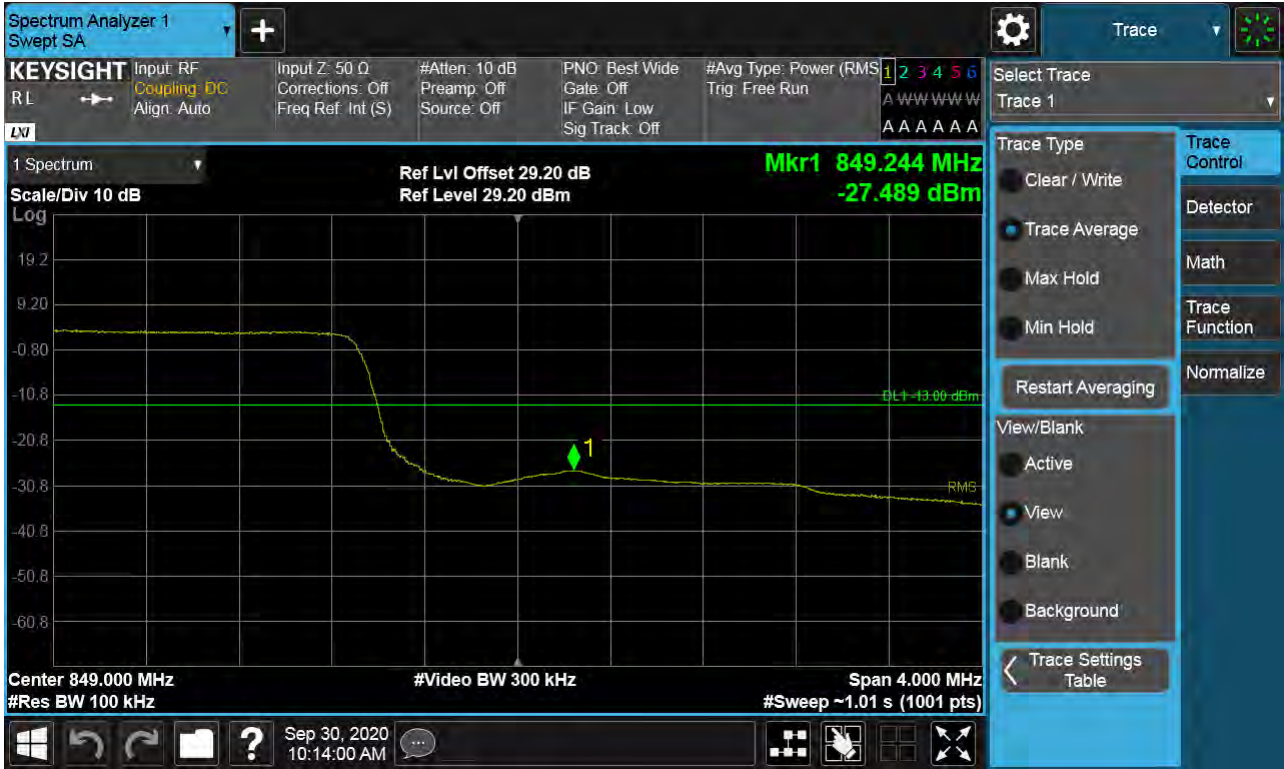 Spectrum Analyzer 1
Swept SA
+
Trace
KEYSIGHT
R L
LXI
Input: RF
Coupling: DC
Align: Auto
Input Z: 50 Ω
Corrections: Off
Freq Ref: Int (S)
#Atten: 10 dB
Preamp: Off
Source: Off
PNO: Best Wide
Gate: Off
IF Gain: Low
Sig Track: Off
#Avg Type: Power (RMS
Trig: Free Run
1 2 3 4 5 6
A W W W W W
A A A A A A
Select Trace
Trace 1
1 Spectrum
Scale/Div 10 dB
Ref Lvl Offset 29.20 dB
Ref Level 29.20 dBm
Mkr1 849.244 MHz
-27.489 dBm
Log
19.2
9.20
-0.80
-10.8
-20.8
-30.8
-40.8
-50.8
-60.8
DL1 -13.00 dBm
1
RMS
Center 849.000 MHz
#Res BW 100 kHz
#Video BW 300 kHz
Span 4.000 MHz
#Sweep ~1.01 s (1001 pts)
Trace Type
Clear / Write
Trace Average
Max Hold
Min Hold
Restart Averaging
View/Blank
Active
View
Blank
Background
Trace Settings
Table
Trace
Control
Detector
Math
Trace
Function
Normalize
?
Sep 30, 2020
10:14:00 AM